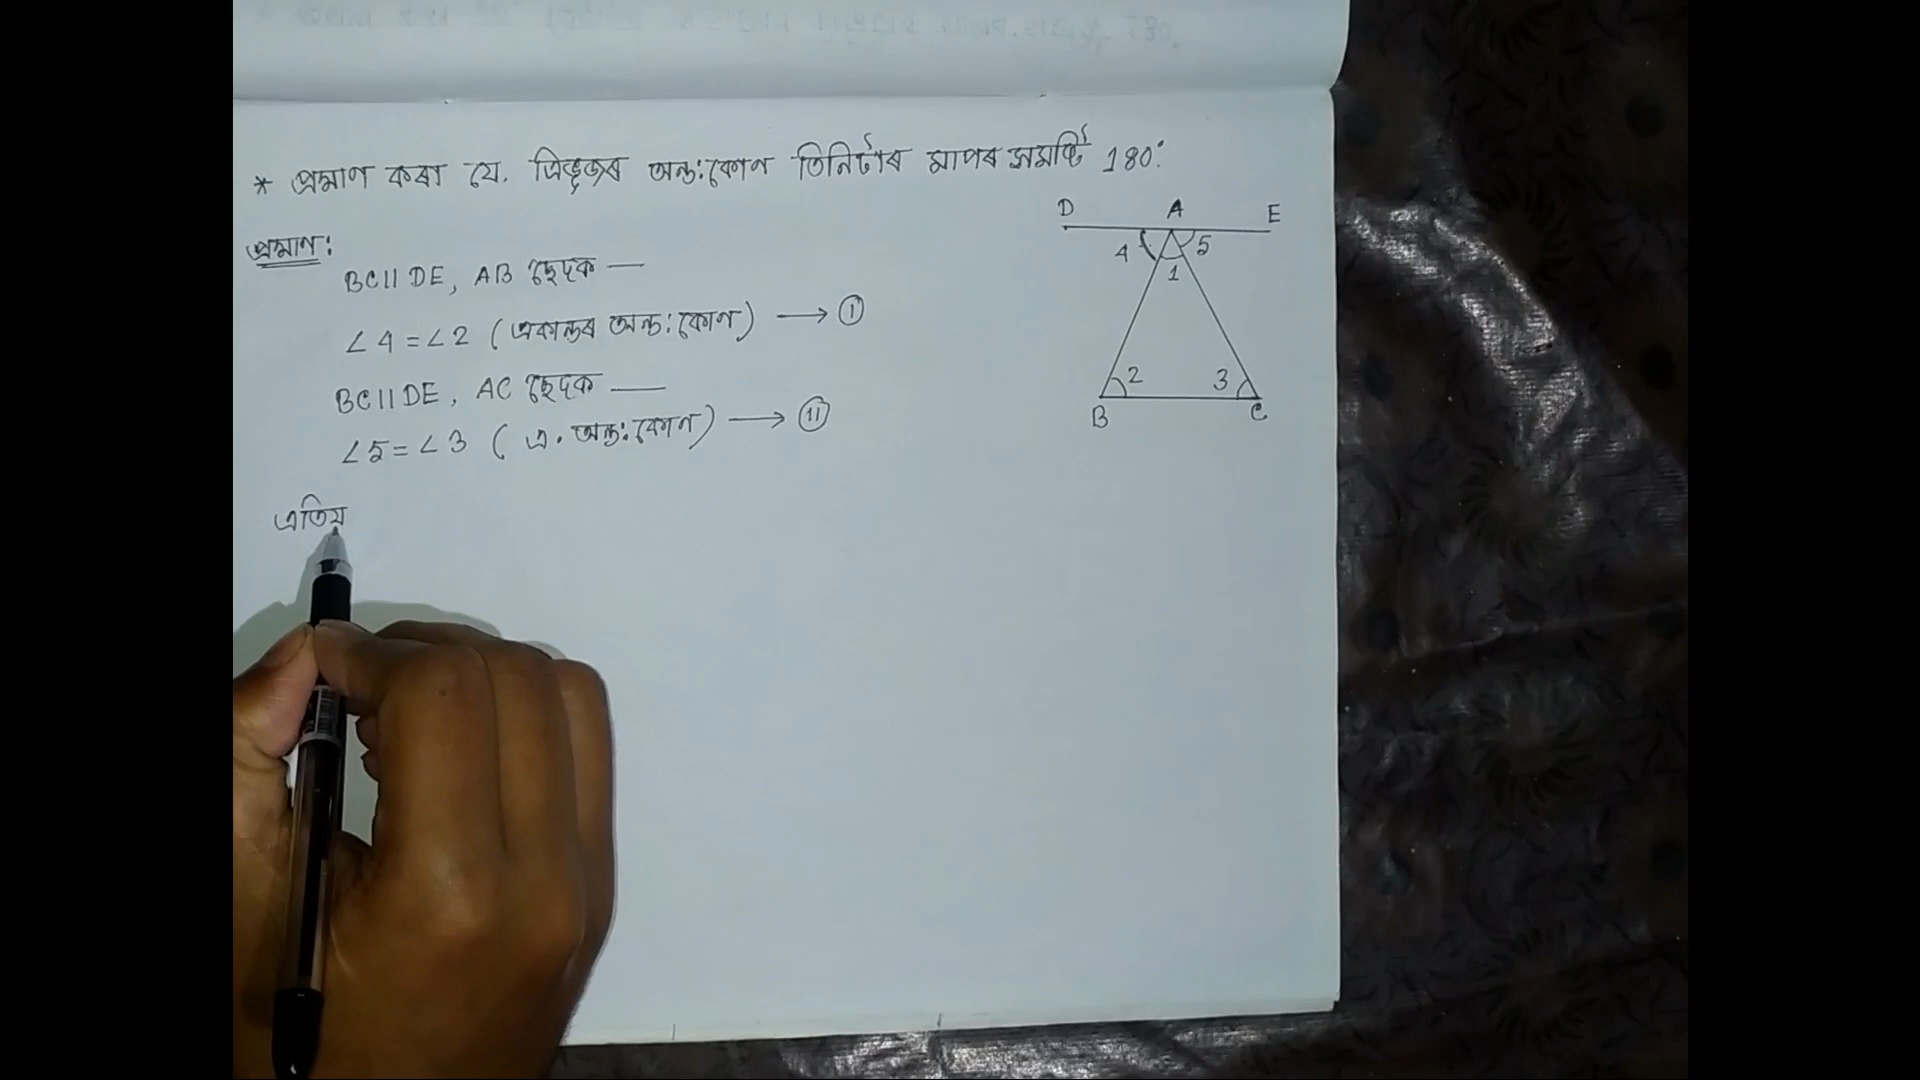 * প্ৰমাণ কৰা যে, ত্ৰিভূজৰ অন্ত:কোণ তিনিটাৰ মাপৰ সমষ্টি 180°
প্ৰমাণ:
BC || DE, AB ছেদক —
∠4 = ∠2 (একান্তৰ অন্ত:কোণ) → (I)
BC || DE, AC ছেদক —
∠5 = ∠3 (এ. অন্ত:কোণ) → (II)
এতিয়
D A E
4 5
1
2 3
B C